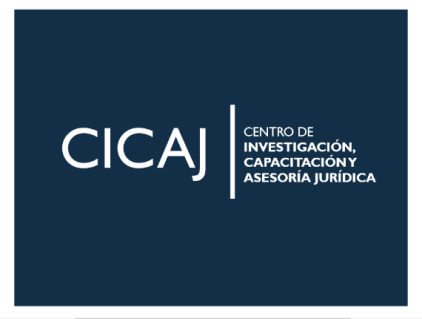 CICAJ
CENTRO DE
INVESTIGACIÓN,
CAPACITACIÓN Y
ASESORÍA JURÍDICA